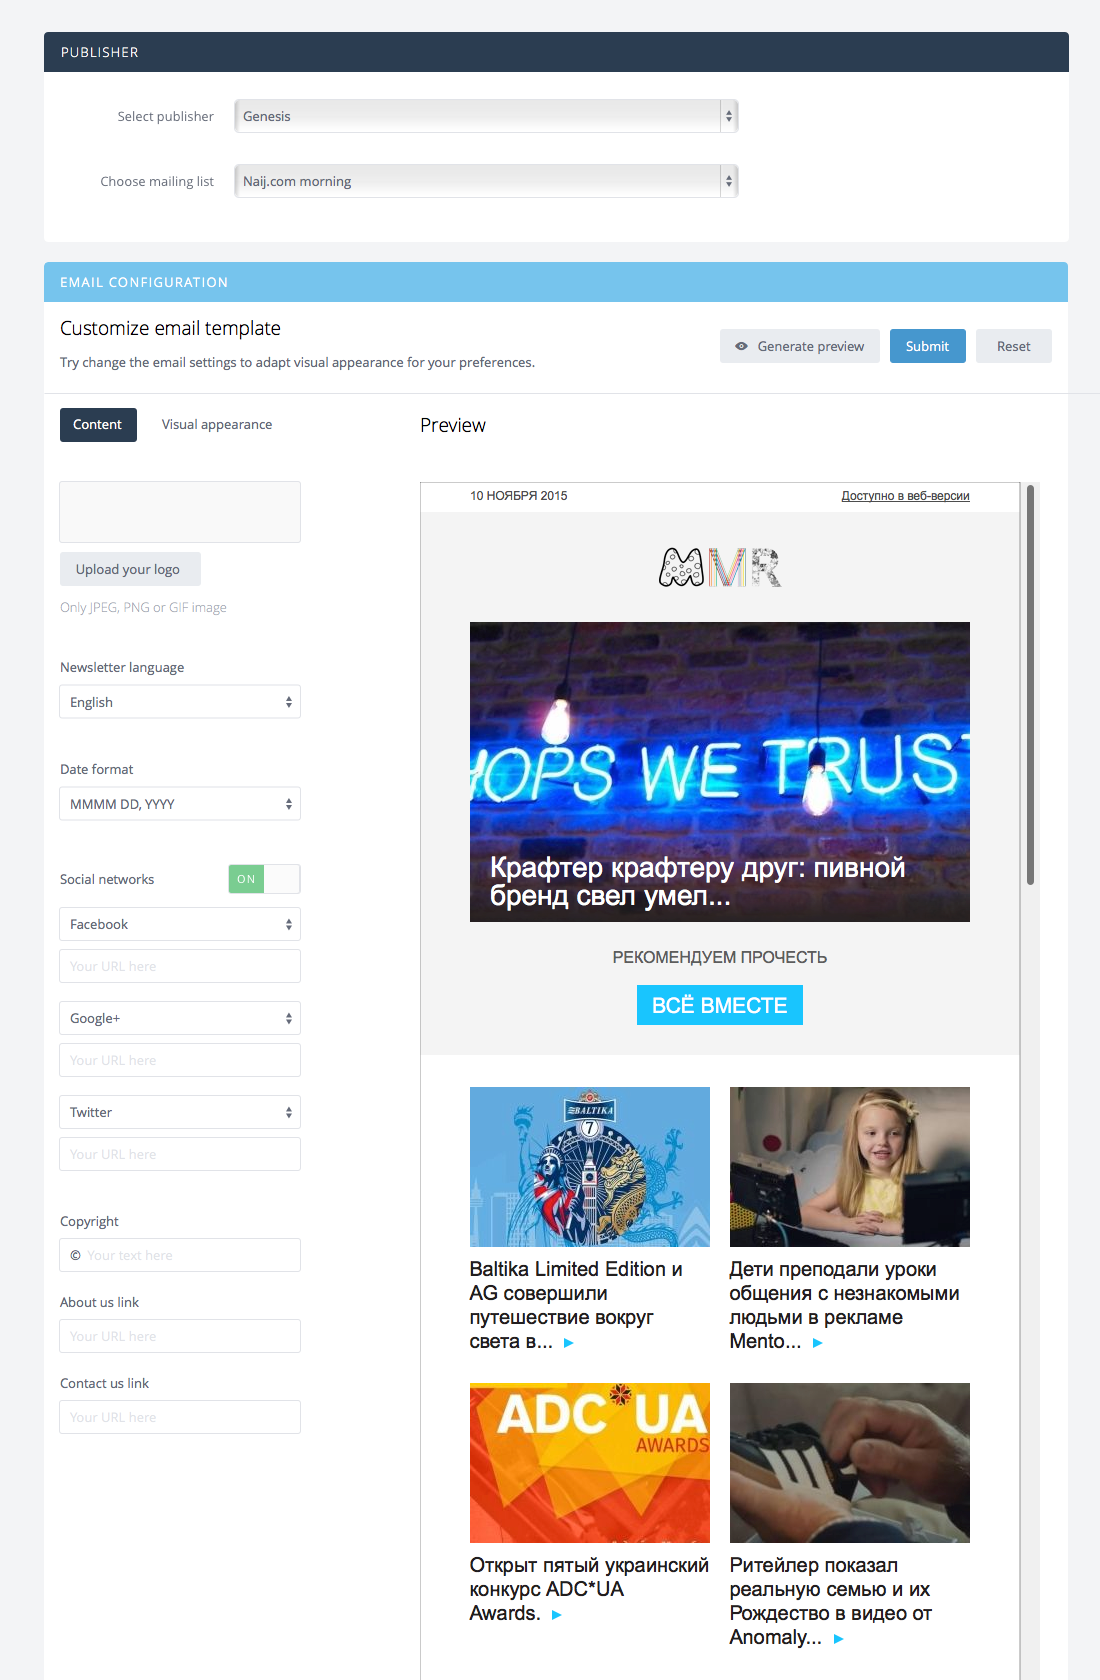 PUBLISHER
Select publisher
Genesis
Choose mailing list
Naij.com morning
EMAIL CONFIGURATION
Customize email template
Try change the email settings to adapt visual appearance for your preferences.
Generate preview
Submit
Reset
Content
Visual appearance
Upload your logo
Only JPEG, PNG or GIF image
Newsletter language
English
Date format
MMMM DD, YYYY
Social networks
ON
Facebook
Your URL here
Google+
Your URL here
Twitter
Your URL here
Copyright
© Your text here
About us link
Your URL here
Contact us link
Your URL here
Preview
10 НОЯБРЯ 2015
Доступно в веб-версии
MMR
HOPS WE TRUST
Крафтер крафтеру друг: пивной
бренд свел умел...
РЕКОМЕНДУЕМ ПРОЧЕСТЬ
ВСЁ ВМЕСТЕ
BALTIKA
7
Baltika Limited Edition и
AG совершили
путешествие вокруг
света в...
Дети преподали уроки
общения с незнакомыми
людьми в рекламе
Mento...
ADC*UA
AWARDS
Открыт пятый украинский
конкурс ADC*UA
Awards.
Ритейлер показал
реальную семью и их
Рождество в видео от
Anomaly...